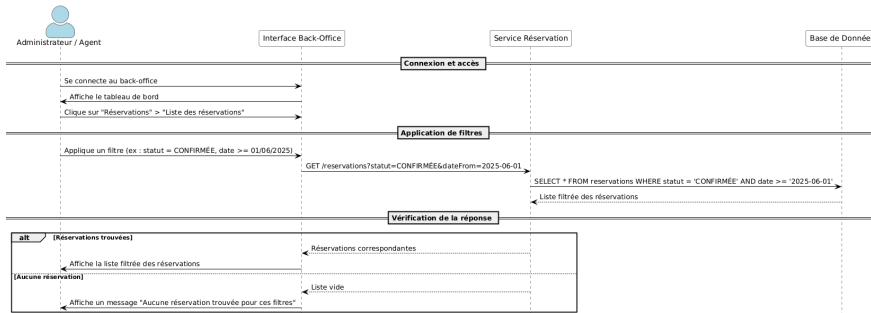 Administrateur / Agent
Interface Back-Office
Service Réservation
Base de Donnée
Connexion et accès
Se connecte au back-office
Affiche le tableau de bord
Clique sur "Réservations" > "Liste des réservations"
Application de filtres
Applique un filtre (ex : statut = CONFIRMÉE, date >= 01/06/2025)
GET /reservations?statut=CONFIRMÉE&dateFrom=2025-06-01
SELECT * FROM reservations WHERE statut = 'CONFIRMÉE' AND date >= '2025-06-01'
Liste filtrée des réservations
Vérification de la réponse
alt [Réservations trouvées]
Réservations correspondantes
Affiche la liste filtrée des réservations
[Aucune réservation]
Liste vide
Affiche un message "Aucune réservation trouvée pour ces filtres"